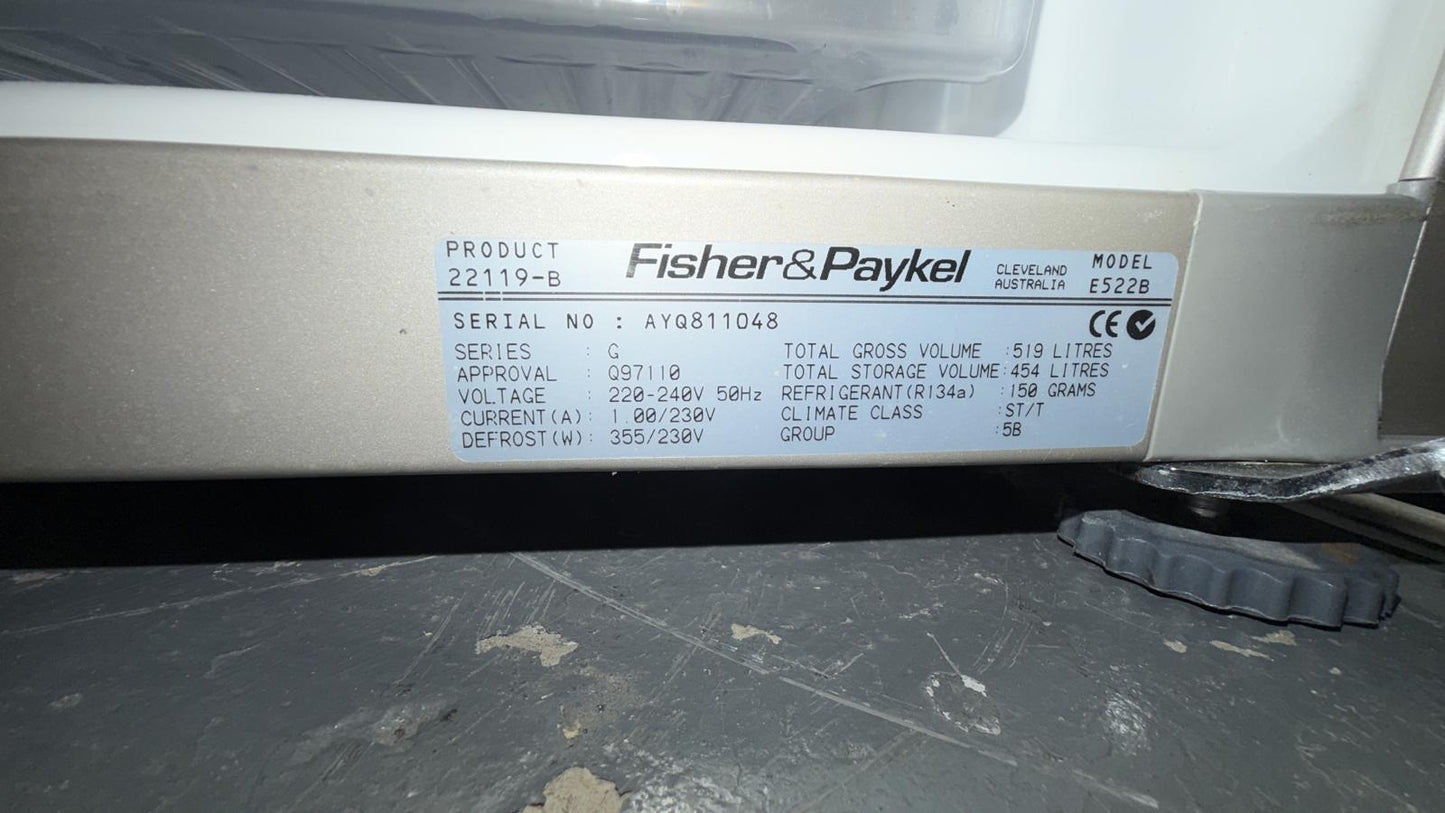 PRODUCT
22119-B
Fisher&Paykel
CLEVELAND
AUSTRALIA
MODEL
E522B
SERIAL NO : AYQ811048
CE
SERIES : G
APPROVAL : Q97110
VOLTAGE : 220-240V 50Hz
CURRENT(A): 1.00/230V
DEFROST(W): 355/230V
TOTAL GROSS VOLUME :519 LITRES
TOTAL STORAGE VOLUME:454 LITRES
REFRIGERANT(R134a) :150 GRAMS
CLIMATE CLASS :ST/T
GROUP :5B